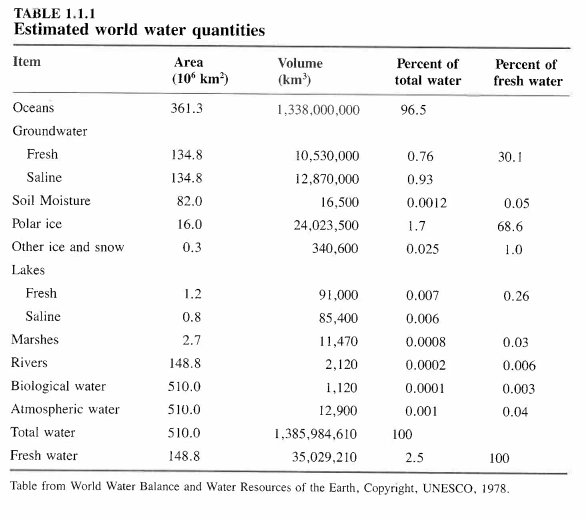 TABLE 1.1.1
Estimated world water quantities
Item Area Volume Percent of Percent of
(10⁶ km²) (km³) total water fresh water
Oceans 361.3 1,338,000,000 96.5
Groundwater
Fresh 134.8 10,530,000 0.76 30.1
Saline 134.8 12,870,000 0.93
Soil Moisture 82.0 16,500 0.0012 0.05
Polar ice 16.0 24,023,500 1.7 68.6
Other ice and snow 0.3 340,600 0.025 1.0
Lakes
Fresh 1.2 91,000 0.007 0.26
Saline 0.8 85,400 0.006
Marshes 2.7 11,470 0.0008 0.03
Rivers 148.8 2,120 0.0002 0.006
Biological water 510.0 1,120 0.0001 0.003
Atmospheric water 510.0 12,900 0.001 0.04
Total water 510.0 1,385,984,610 100
Fresh water 148.8 35,029,210 2.5 100
Table from World Water Balance and Water Resources of the Earth, Copyright, UNESCO, 1978.